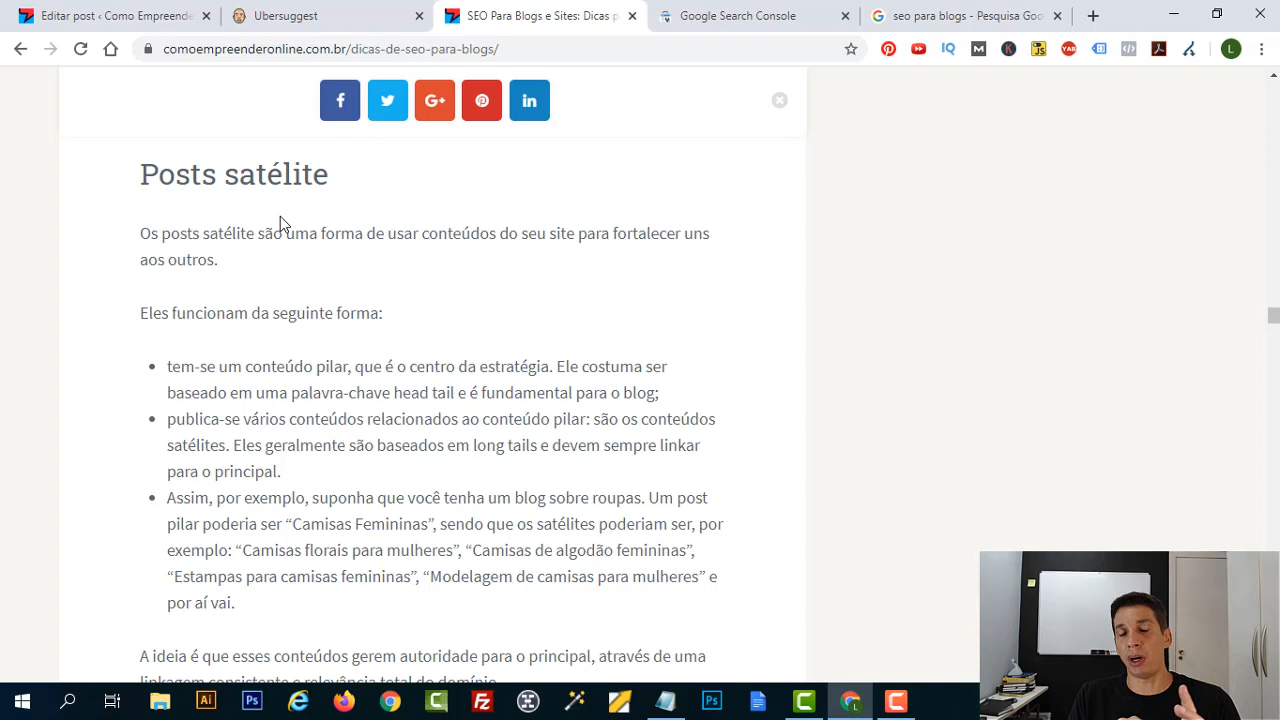 Editar post ‹ Como Empreende
Ubersuggest
SEO Para Blogs e Sites: Dicas p
Google Search Console
seo para blogs - Pesquisa Goo
comoempreenderonline.com.br/dicas-de-seo-para-blogs/
Posts satélite
Os posts satélite são uma forma de usar conteúdos do seu site para fortalecer uns
aos outros.
Eles funcionam da seguinte forma:
tem-se um conteúdo pilar, que é o centro da estratégia. Ele costuma ser
baseado em uma palavra-chave head tail e é fundamental para o blog;
publica-se vários conteúdos relacionados ao conteúdo pilar: são os conteúdos
satélites. Eles geralmente são baseados em long tails e devem sempre linkar
para o principal.
Assim, por exemplo, suponha que você tenha um blog sobre roupas. Um post
pilar poderia ser “Camisas Femininas”, sendo que os satélites poderiam ser, por
exemplo: “Camisas florais para mulheres”, “Camisas de algodão femininas”,
“Estampas para camisas femininas”, “Modelagem de camisas para mulheres” e
por aí vai.
A ideia é que esses conteúdos gerem autoridade para o principal, através de uma
linkagem consistente e relevância total do domínio.